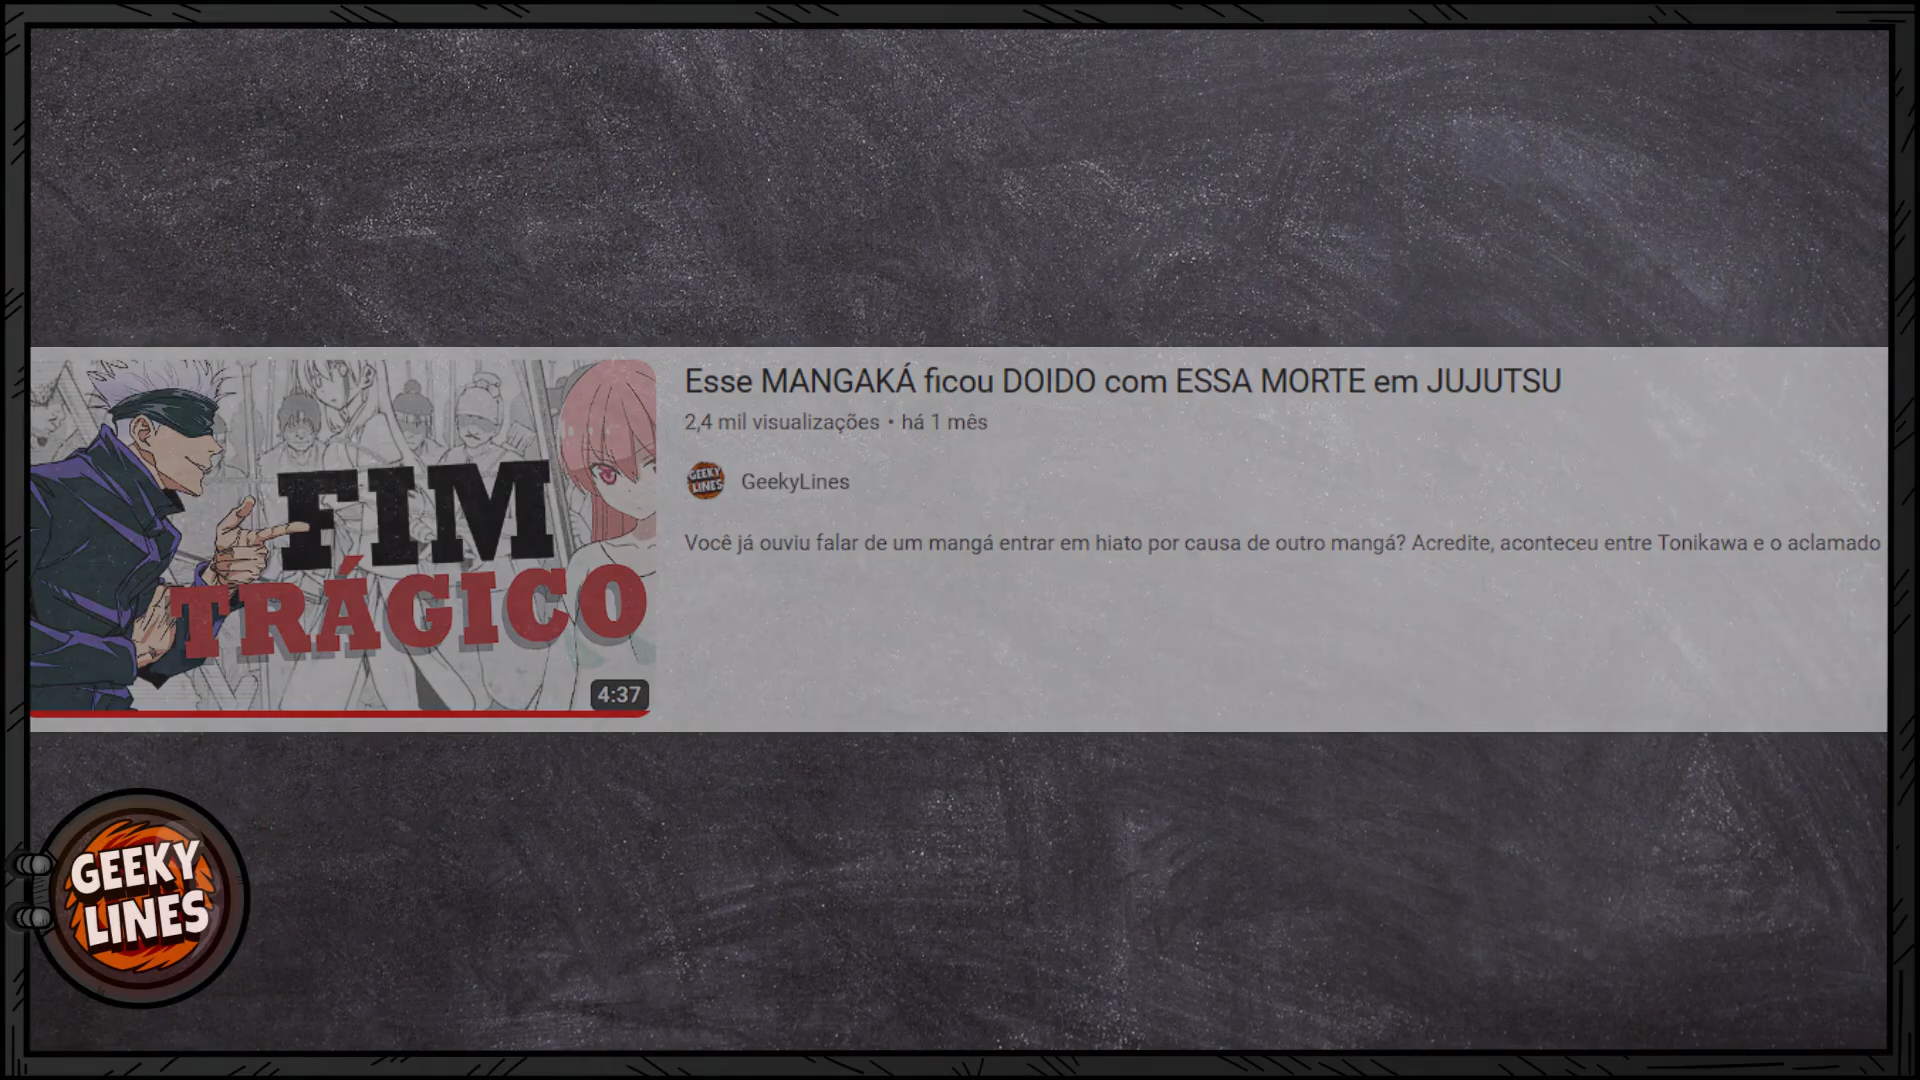 FIM
TRÁGICO
4:37
Esse MANGAKÁ ficou DOIDO com ESSA MORTE em JUJUTSU
2,4 mil visualizações • há 1 mês
GEEKY
LINES
GeekyLines
Você já ouviu falar de um mangá entrar em hiato por causa de outro mangá? Acredite, aconteceu entre Tonikawa e o aclamado
GEEKY
LINES